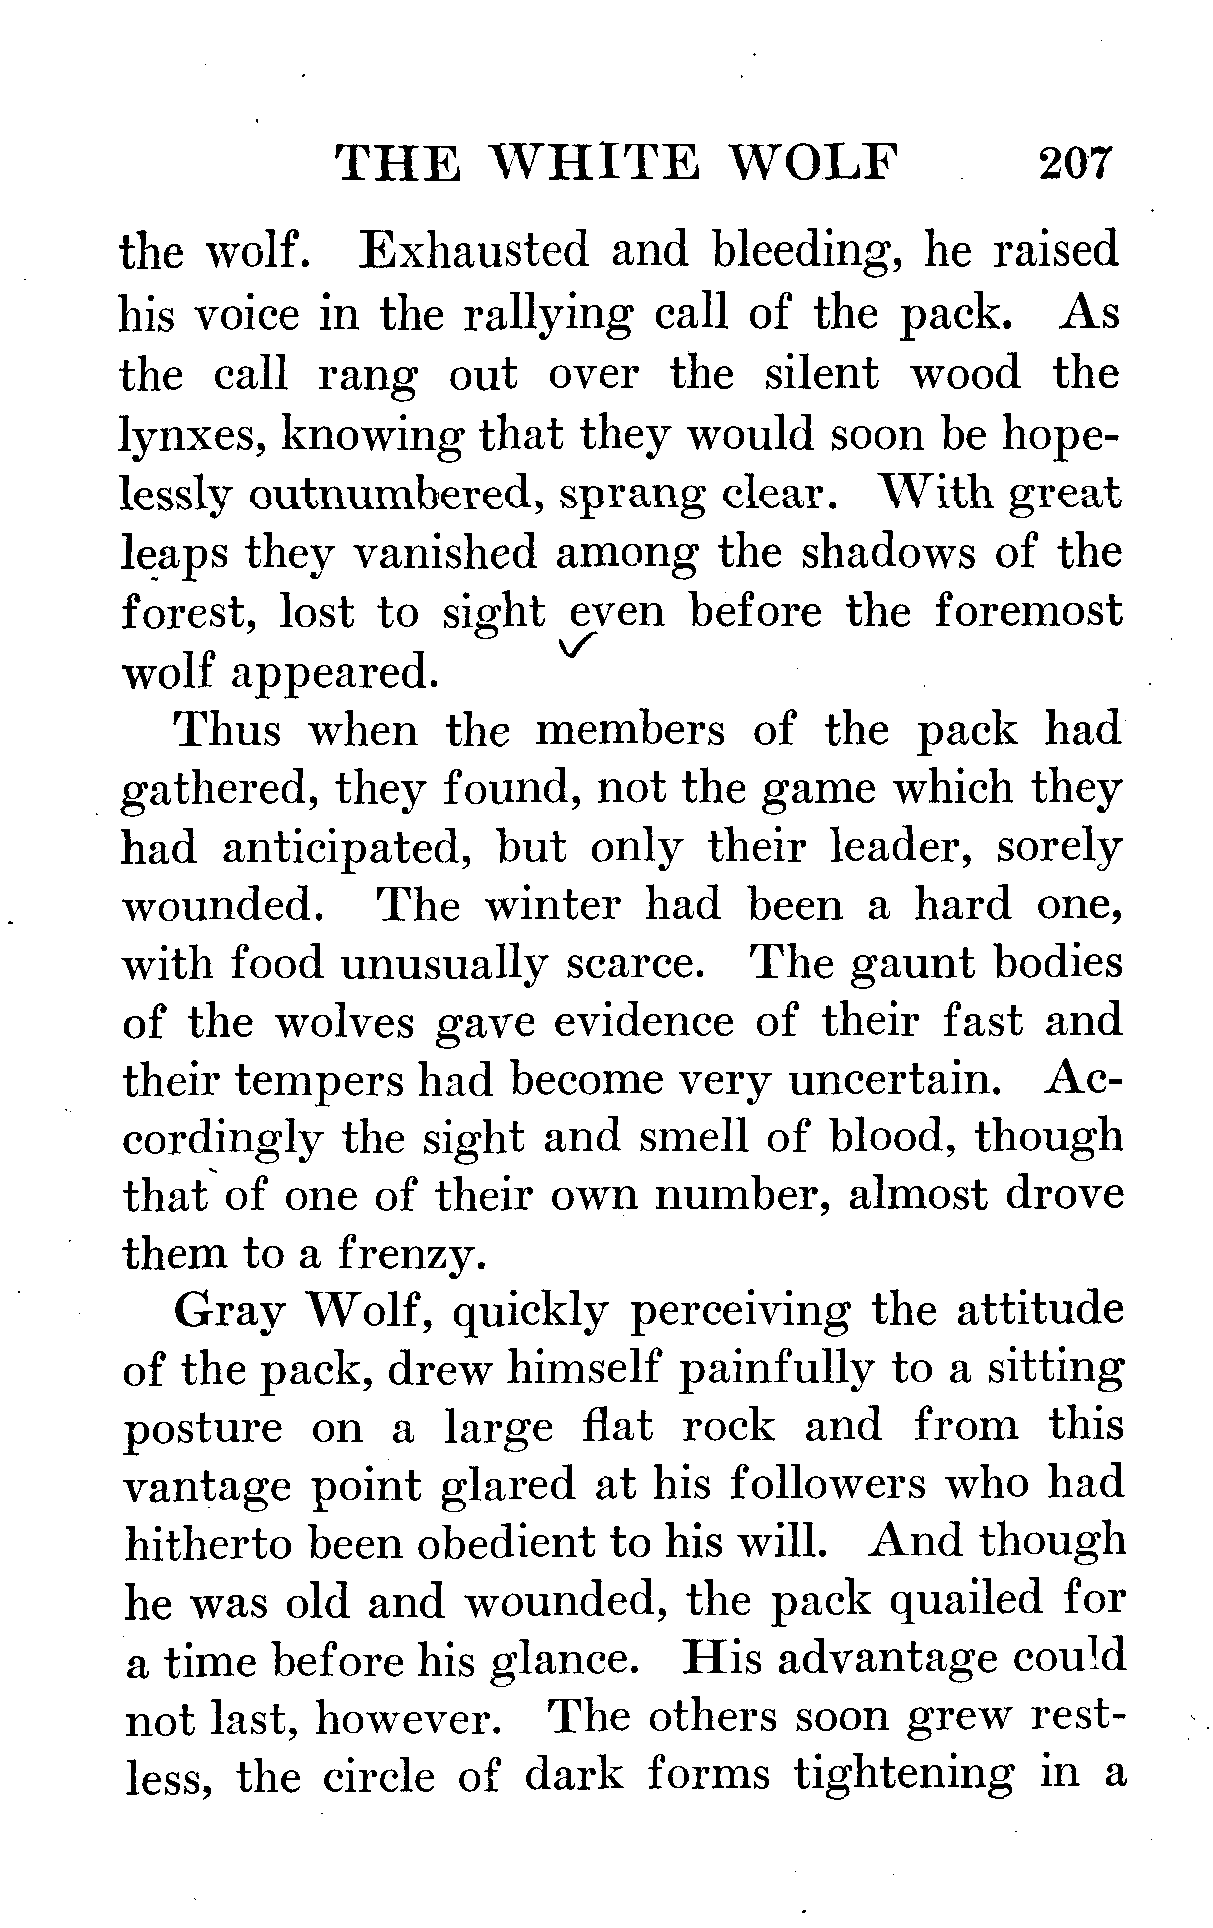 THE WHITE WOLF 207
the wolf. Exhausted and bleeding, he raised
his voice in the rallying call of the pack. As
the call rang out over the silent wood the
lynxes, knowing that they would soon be hope-
lessly outnumbered, sprang clear. With great
leaps they vanished among the shadows of the
forest, lost to sight even before the foremost
wolf appeared.
Thus when the members of the pack had
gathered, they found, not the game which they
had anticipated, but only their leader, sorely
wounded. The winter had been a hard one,
with food unusually scarce. The gaunt bodies
of the wolves gave evidence of their fast and
their tempers had become very uncertain. Ac-
cordingly the sight and smell of blood, though
that of one of their own number, almost drove
them to a frenzy.
Gray Wolf, quickly perceiving the attitude
of the pack, drew himself painfully to a sitting
posture on a large flat rock and from this
vantage point glared at his followers who had
hitherto been obedient to his will. And though
he was old and wounded, the pack quailed for
a time before his glance. His advantage could
not last, however. The others soon grew rest-
less, the circle of dark forms tightening in a